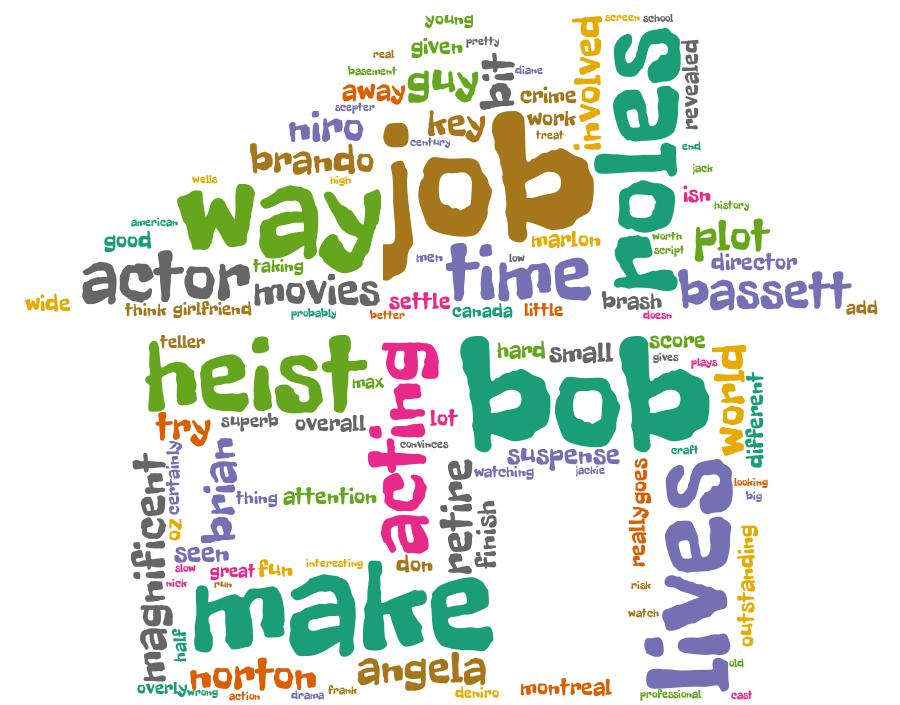 young
screen school
real
given
pretty
basement
guy
bit
diane
involved
roles
revealed
away
crime
scepter
niro
key
work
treat
century
end
brando
job
jack
wells
high
isn
history
american
way
good
marlon
worth
script
plot
men
low
director
actor
taking
time
movies
bassett
wide
think
girlfriend
probably
better
settle
canada
little
brash
doesn
add
teller
heist
max
acting
hard
small
bob
score
gives
plays
world
different
try
superb
overall
lot
convinces
suspense
craft
watching
jackie
magnificent
certainly
brian
oz
thing
attention
retire
finish
really
goes
lives
looking
big
outstanding
seen
slow
great
fun
interesting
don
nick
run
make
risk
watch
half
norton
angela
old
overly
wrong
action
drama
frank
deniro
montreal
professional
cast